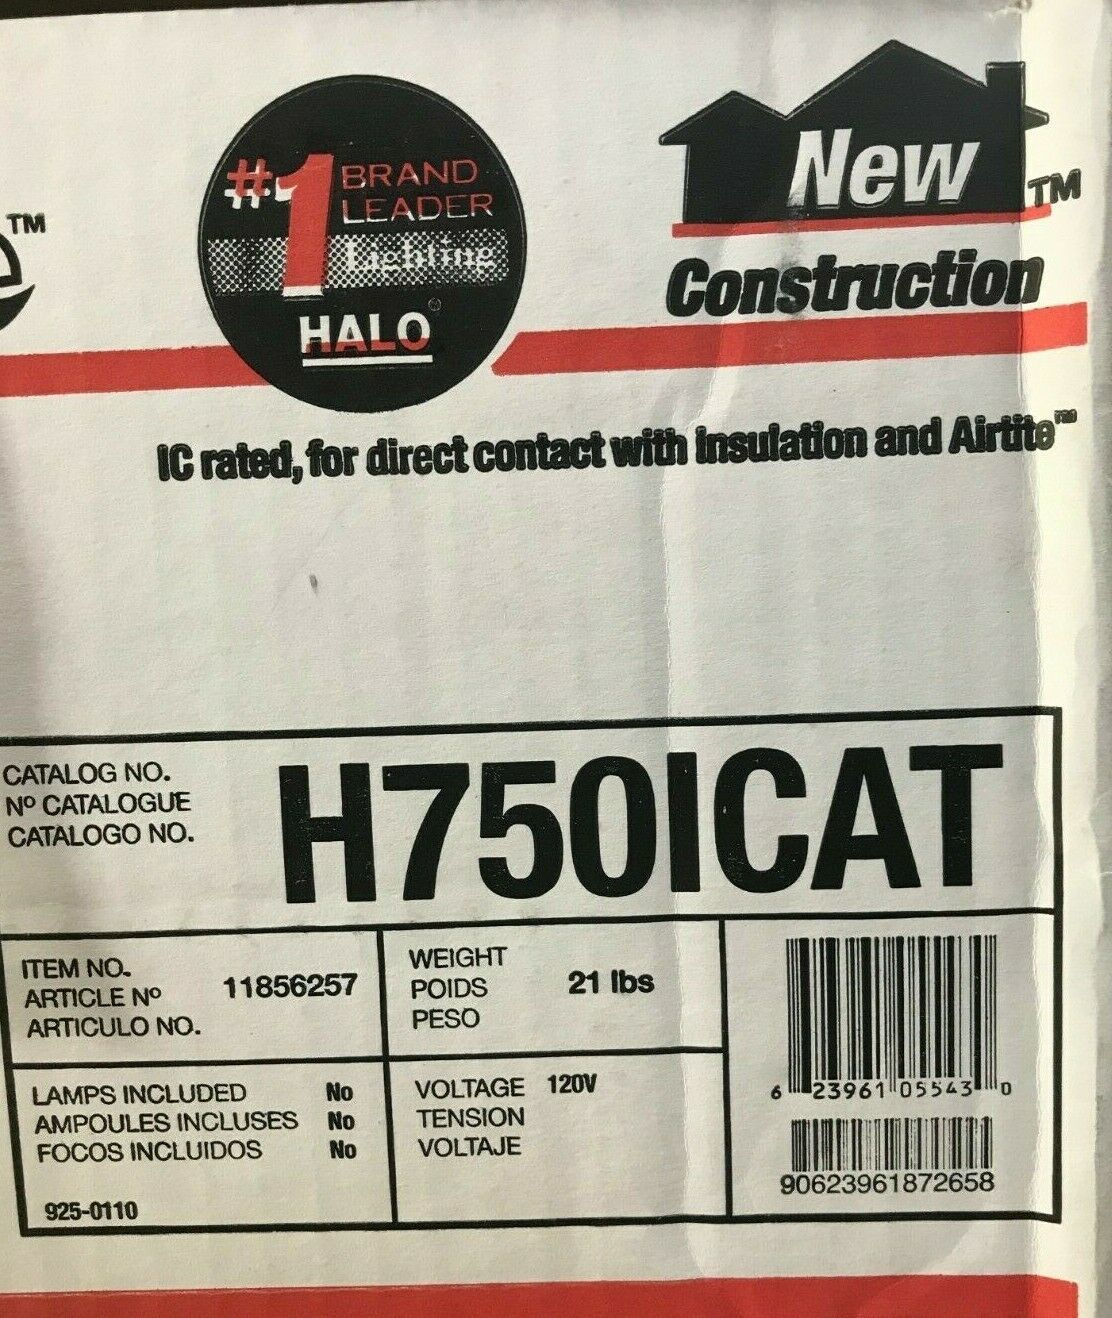 TM
#1 BRAND
LEADER
Lighting
HALO®
New TM
Construction
IC rated, for direct contact with insulation and Airtite™
CATALOG NO.
Nº CATALOGUE
CATALOGO NO.
H750ICAT
ITEM NO.
ARTICLE Nº
ARTICULO NO.
11856257
WEIGHT
POIDS
PESO
21 lbs
LAMPS INCLUDED No
AMPOULES INCLUSES No
FOCOS INCLUIDOS No
925-0110
VOLTAGE 120V
TENSION
VOLTAJE
6 23961 05543 0
90623961872658